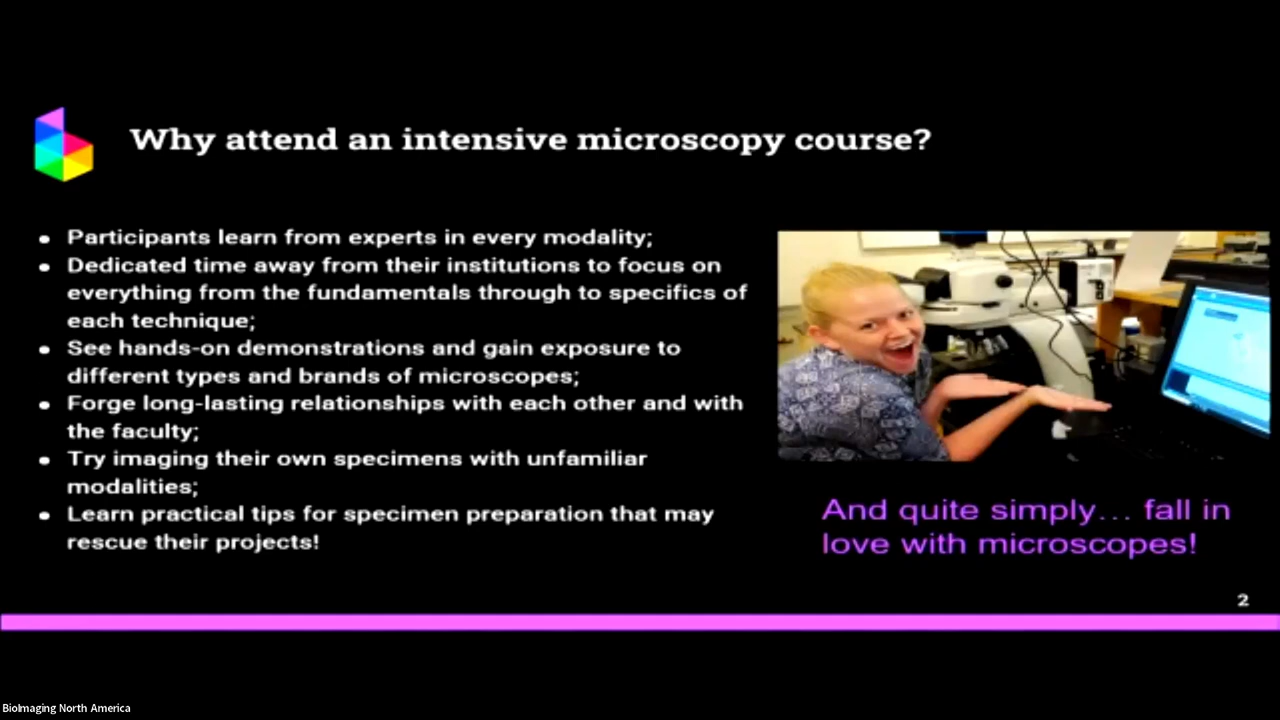 Why attend an intensive microscopy course?
• Participants learn from experts in every modality;
• Dedicated time away from their institutions to focus on
everything from the fundamentals through to specifics of
each technique;
• See hands-on demonstrations and gain exposure to
different types and brands of microscopes;
• Forge long-lasting relationships with each other and with
the faculty;
• Try imaging their own specimens with unfamiliar
modalities;
• Learn practical tips for specimen preparation that may
rescue their projects!
And quite simply... fall in
love with microscopes!
2
BioImaging North America